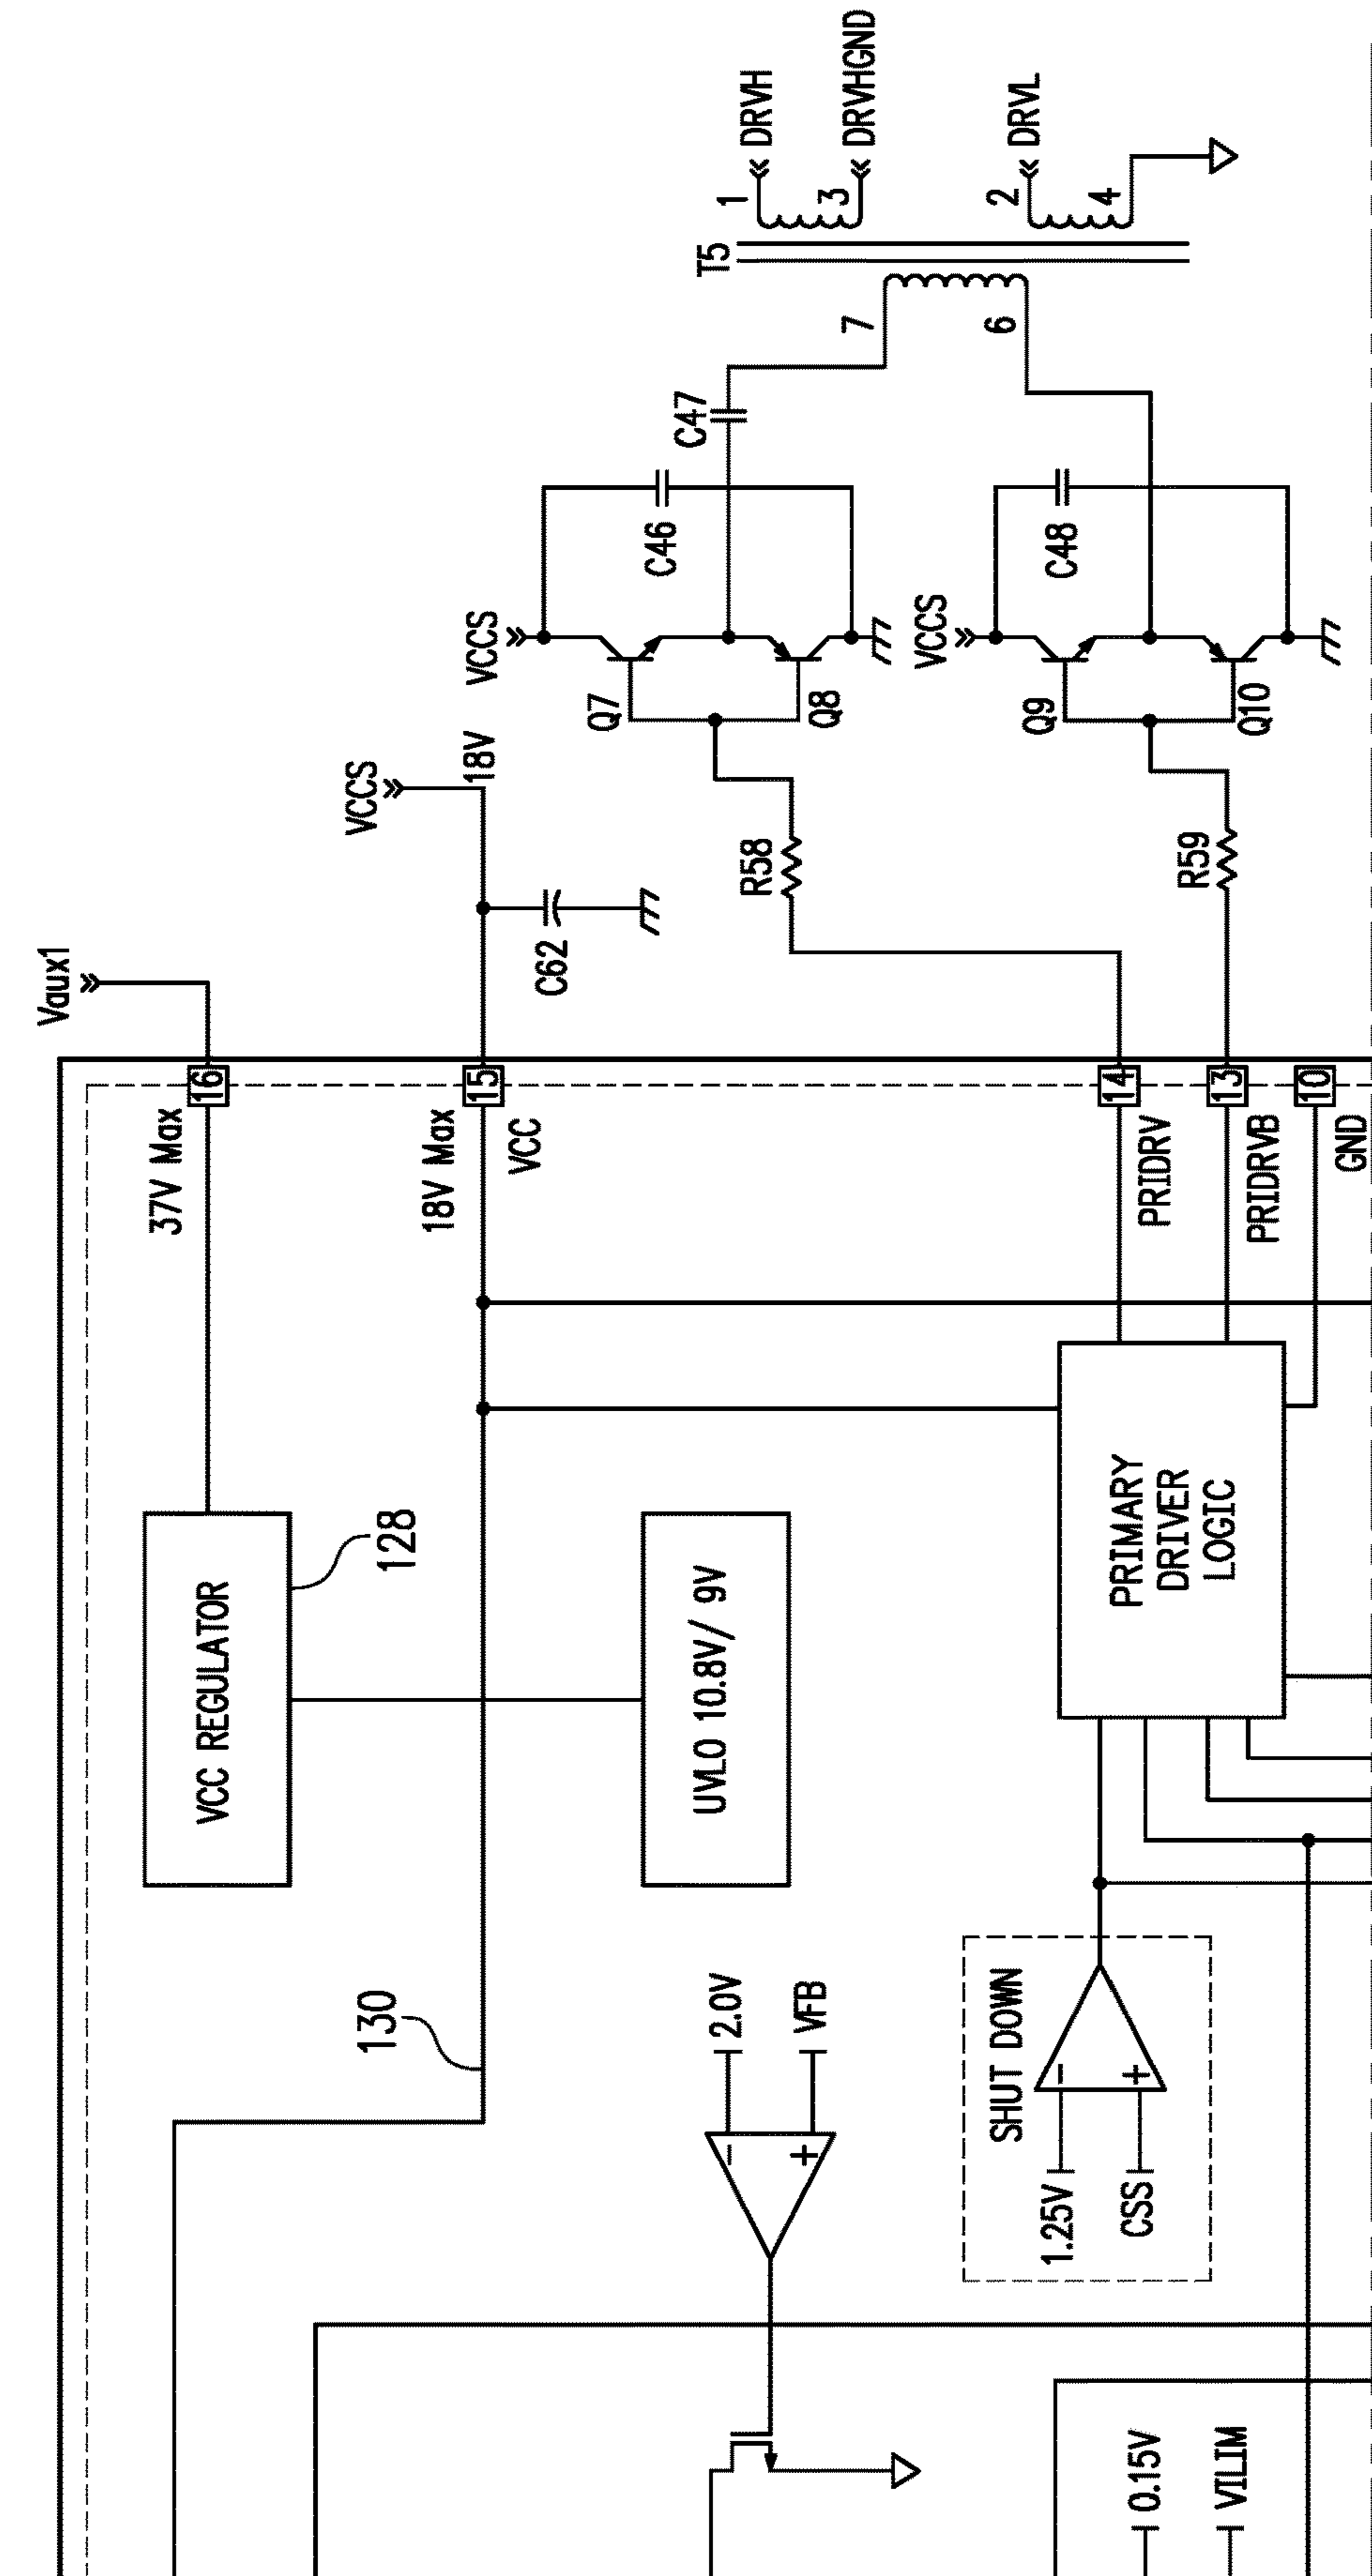 Vaux1
16
37V Max
VCC REGULATOR
128
VCCS
18V
C62
15
18V Max
VCC
130
UVLO 10.8V/ 9V
2.0V
VFB
VCCS
Q7
Q8
C46
C47
R58
VCCS
Q9
Q10
C48
R59
T5
1
3
2
4
7
6
DRVH
DRVHGND
DRVL
14
PRIDRV
13
PRIDRVB
10
GND
PRIMARY
DRIVER
LOGIC
SHUT DOWN
1.25V
CSS
-
+
-
+
0.15V
VILIM